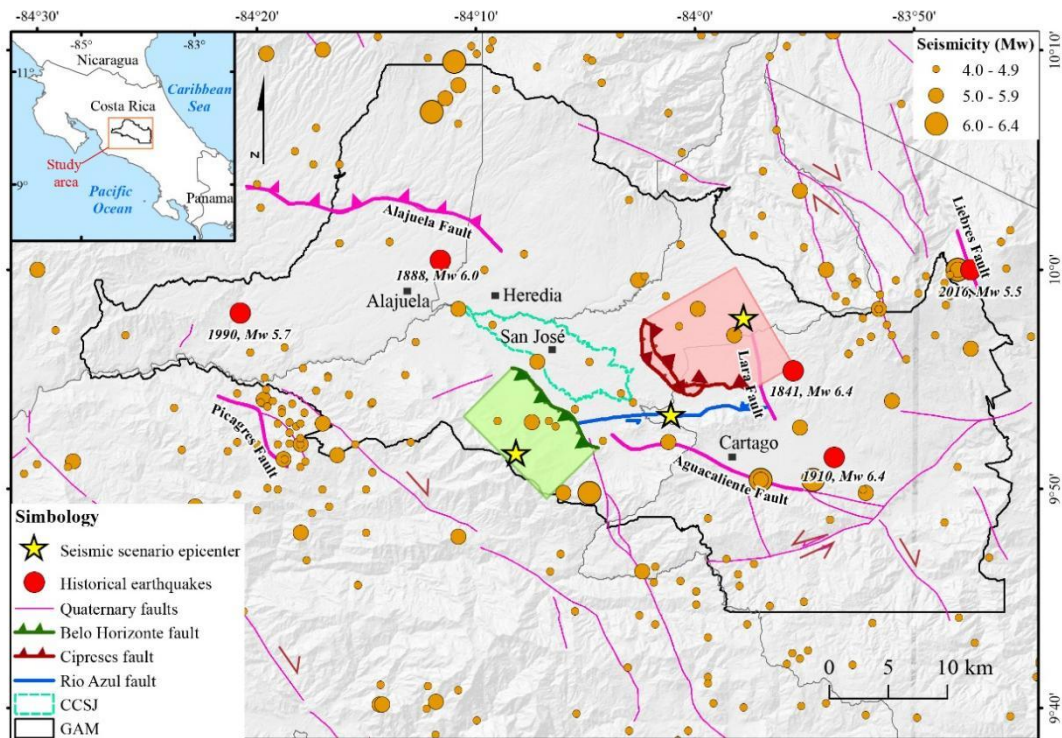 -84°30'
-84°20'
-84°10'
-84°0'
-83°50'
-85°
-83°
Nicaragua
11°
Caribbean
Sea
Costa Rica
Study
area
9°
Pacific
Ocean
Panama
N
Seismicity (Mw)
4.0 - 4.9
5.0 - 5.9
6.0 - 6.4
10°10'
10°0'
9°50'
9°40'
Alajuela Fault
Liebres Fault
1888, Mw 6.0
2016, Mw 5.5
Alajuela
Heredia
1990, Mw 5.7
San José
Lara Fault
1841, Mw 6.4
Picagres Fault
Cartago
Aguacaliente Fault
1910, Mw 6.4
Simbology
Seismic scenario epicenter
Historical earthquakes
Quaternary faults
Belo Horizonte fault
Cipreses fault
Rio Azul fault
CCSJ
GAM
0 5 10 km